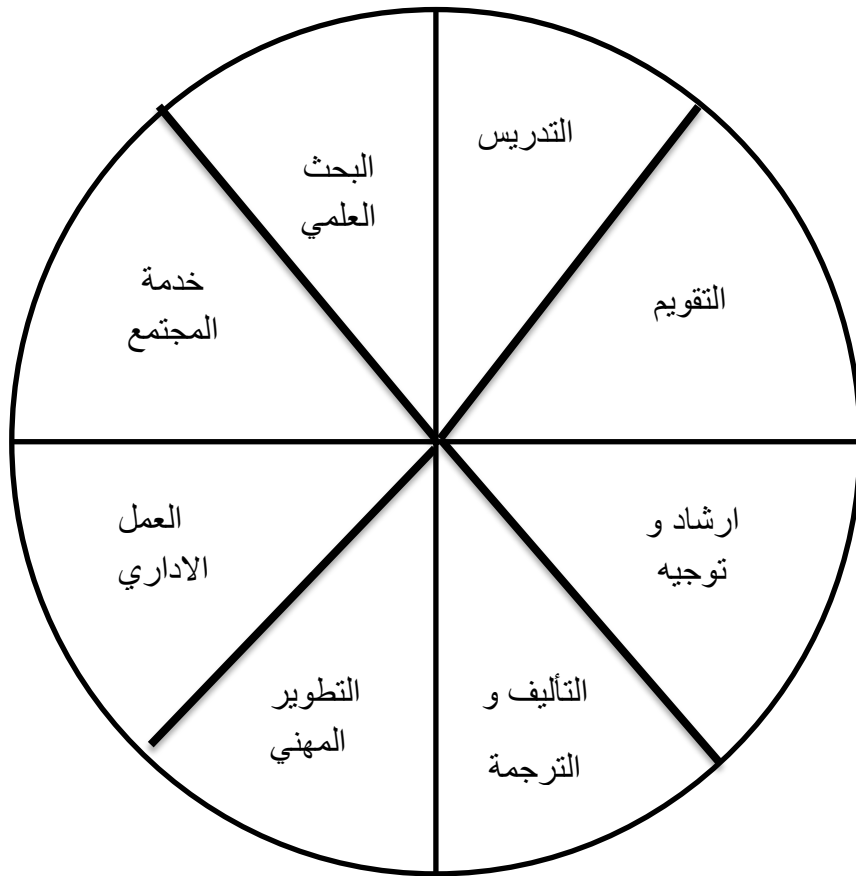 التدريس
التقويم
ارشاد و
توجيه
التأليف و
الترجمة
التطوير
المهني
العمل
الاداري
خدمة
المجتمع
البحث
العلمي